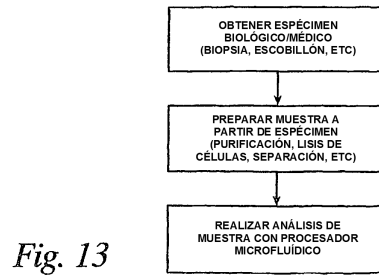 OBTENER ESPÉCIMEN
BIOLÓGICO/MÉDICO
(BIOPSIA, ESCOBILLÓN, ETC)
PREPARAR MUESTRA A
PARTIR DE ESPÉCIMEN
(PURIFICACIÓN, LISIS DE
CÉLULAS, SEPARACIÓN, ETC)
REALIZAR ANÁLISIS DE
MUESTRA CON PROCESADOR
MICROFLUÍDICO
Fig. 13